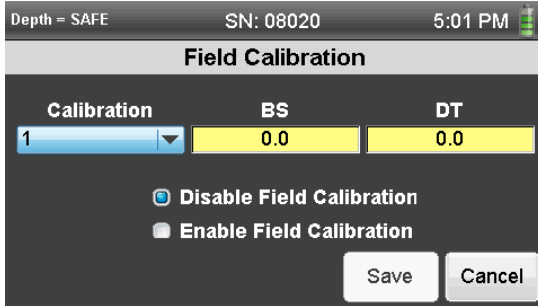 Depth = SAFE SN: 08020 5:01 PM
Field Calibration
Calibration BS DT
1 0.0 0.0
Disable Field Calibration
Enable Field Calibration
Save Cancel